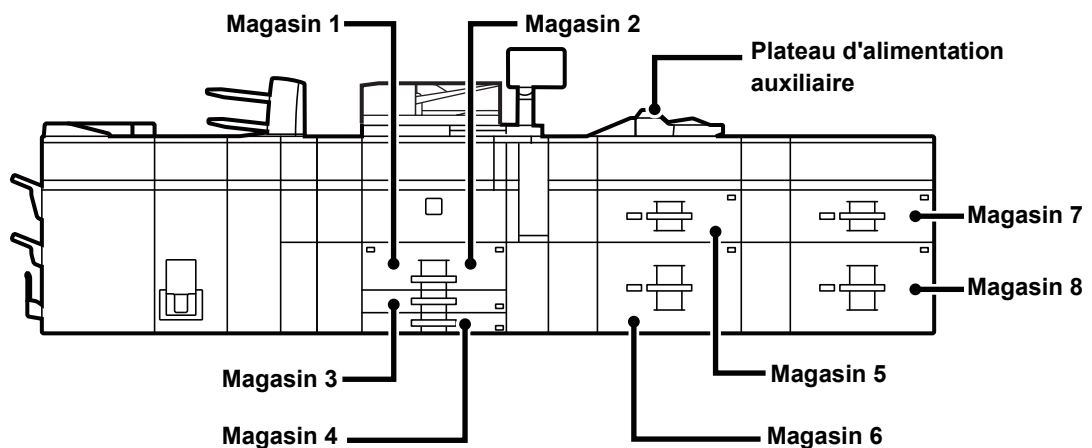 Magasin 1
Magasin 2
Plateau d'alimentation
auxiliaire
Magasin 7
Magasin 8
Magasin 3
Magasin 5
Magasin 4
Magasin 6